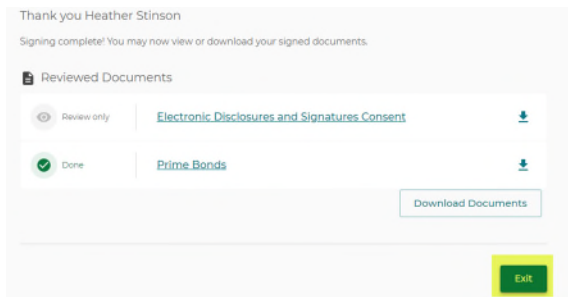 Thank you Heather Stinson
Signing complete! You may now view or download your signed documents.
Reviewed Documents
Review only Electronic Disclosures and Signatures Consent
Done Prime Bonds
Download Documents
Exit